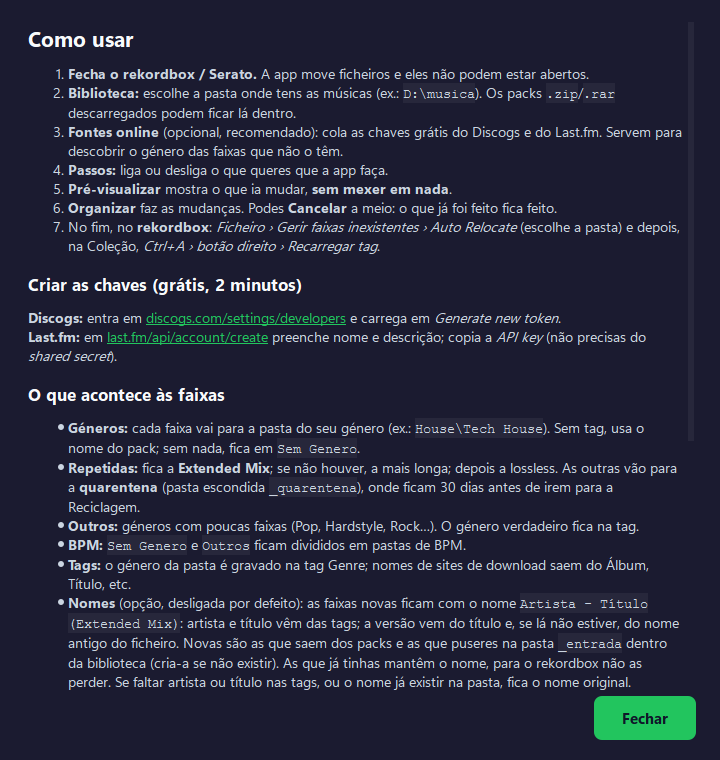 Como usar
1. Fecha o rekordbox / Serato. A app move ficheiros e eles não podem estar abertos.
2. Biblioteca: escolhe a pasta onde tens as músicas (ex.: D:\musica). Os packs .zip/.rar
descarregados podem ficar lá dentro.
3. Fontes online (opcional, recomendado): cola as chaves grátis do Discogs e do Last.fm. Servem para
descobrir o género das faixas que não o têm.
4. Passos: liga ou desliga o que queres que a app faça.
5. Pré-visualizar mostra o que ia mudar, sem mexer em nada.
6. Organizar faz as mudanças. Podes Cancelar a meio: o que já foi feito fica feito.
7. No fim, no rekordbox: Ficheiro › Gerir faixas inexistentes › Auto Relocate (escolhe a pasta) e depois,
na Coleção, Ctrl+A › botão direito › Recarregar tag.
Criar as chaves (grátis, 2 minutos)
Discogs: entra em discogs.com/settings/developers e carrega em Generate new token.
Last.fm: em last.fm/api/account/create preenche nome e descrição; copia a API key (não precisas do
shared secret).
O que acontece às faixas
• Géneros: cada faixa vai para a pasta do seu género (ex.: House\Tech House). Sem tag, usa o
nome do pack; sem nada, fica em Sem Genero.
• Repetidas: fica a Extended Mix; se não houver, a mais longa; depois a lossless. As outras vão para
a quarentena (pasta escondida _quarentena), onde ficam 30 dias antes de irem para a
Reciclagem.
• Outros: géneros com poucas faixas (Pop, Hardstyle, Rock...). O género verdadeiro fica na tag.
• BPM: Sem Genero e Outros ficam divididos em pastas de BPM.
• Tags: o género da pasta é gravado na tag Genre; nomes de sites de download saem do Álbum,
Título, etc.
• Nomes (opção, desligada por defeito): as faixas novas ficam com o nome Artista - Título
(Extended Mix): artista e título vêm das tags; a versão vem do título e, se lá não estiver, do nome
antigo do ficheiro. Novas são as que saem dos packs e as que puseres na pasta _entrada dentro
da biblioteca (cria-a se não existir). As que já tinhas mantêm o nome, para o rekordbox não as
perder. Se faltar artista ou título nas tags, ou o nome já existir na pasta, fica o nome original.
Fechar